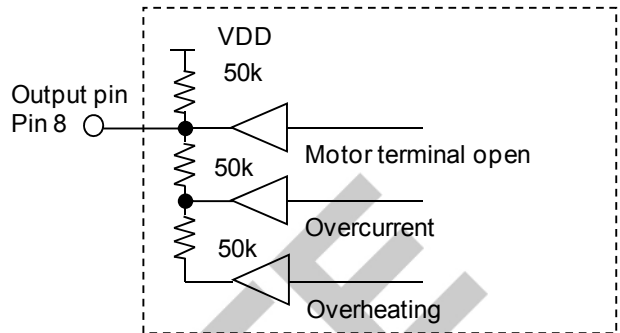 VDD
50k
Output pin
Pin 8
Motor terminal open
50k
Overcurrent
50k
Overheating